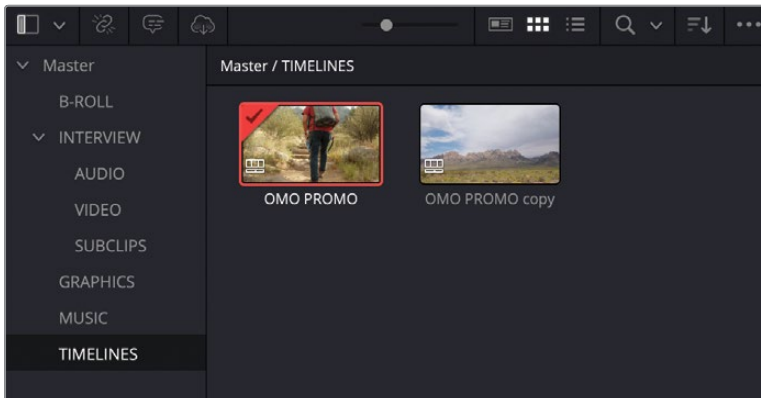 Master
Master / TIMELINES
B-ROLL
INTERVIEW
AUDIO
VIDEO
SUBCLIPS
GRAPHICS
MUSIC
TIMELINES
OMO PROMO
OMO PROMO copy